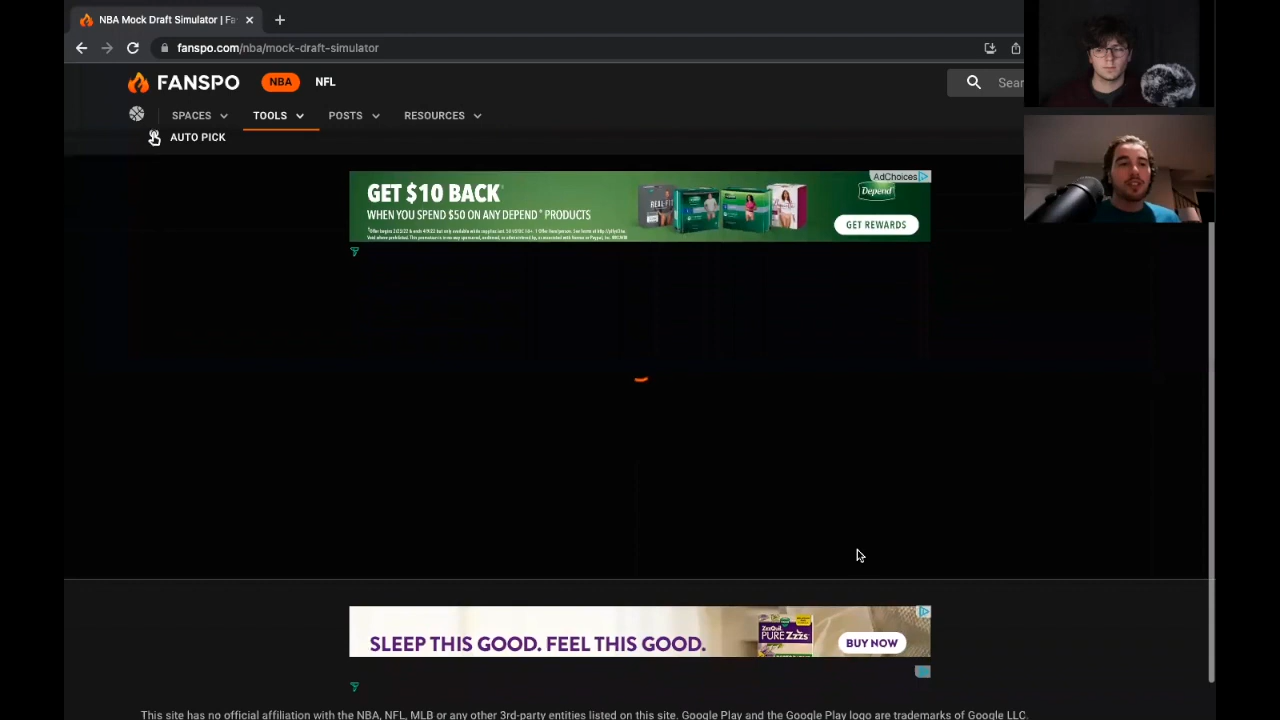 NBA Mock Draft Simulator | Fa
fanspo.com/nba/mock-draft-simulator
FANSPO
NBA
NFL
Sear
SPACES
TOOLS
POSTS
RESOURCES
AUTO PICK
AdChoices
GET $10 BACK
WHEN YOU SPEND $50 ON ANY DEPEND® PRODUCTS
REAL FIT
Depend
GET REWARDS
SLEEP THIS GOOD. FEEL THIS GOOD.
ZzzQuil
PURE Zzzs
BUY NOW
This site has no official affiliation with the NBA, NFL, MLB or any other 3rd-party entities listed on this site. Google Play and the Google Play logo are trademarks of Google LLC.